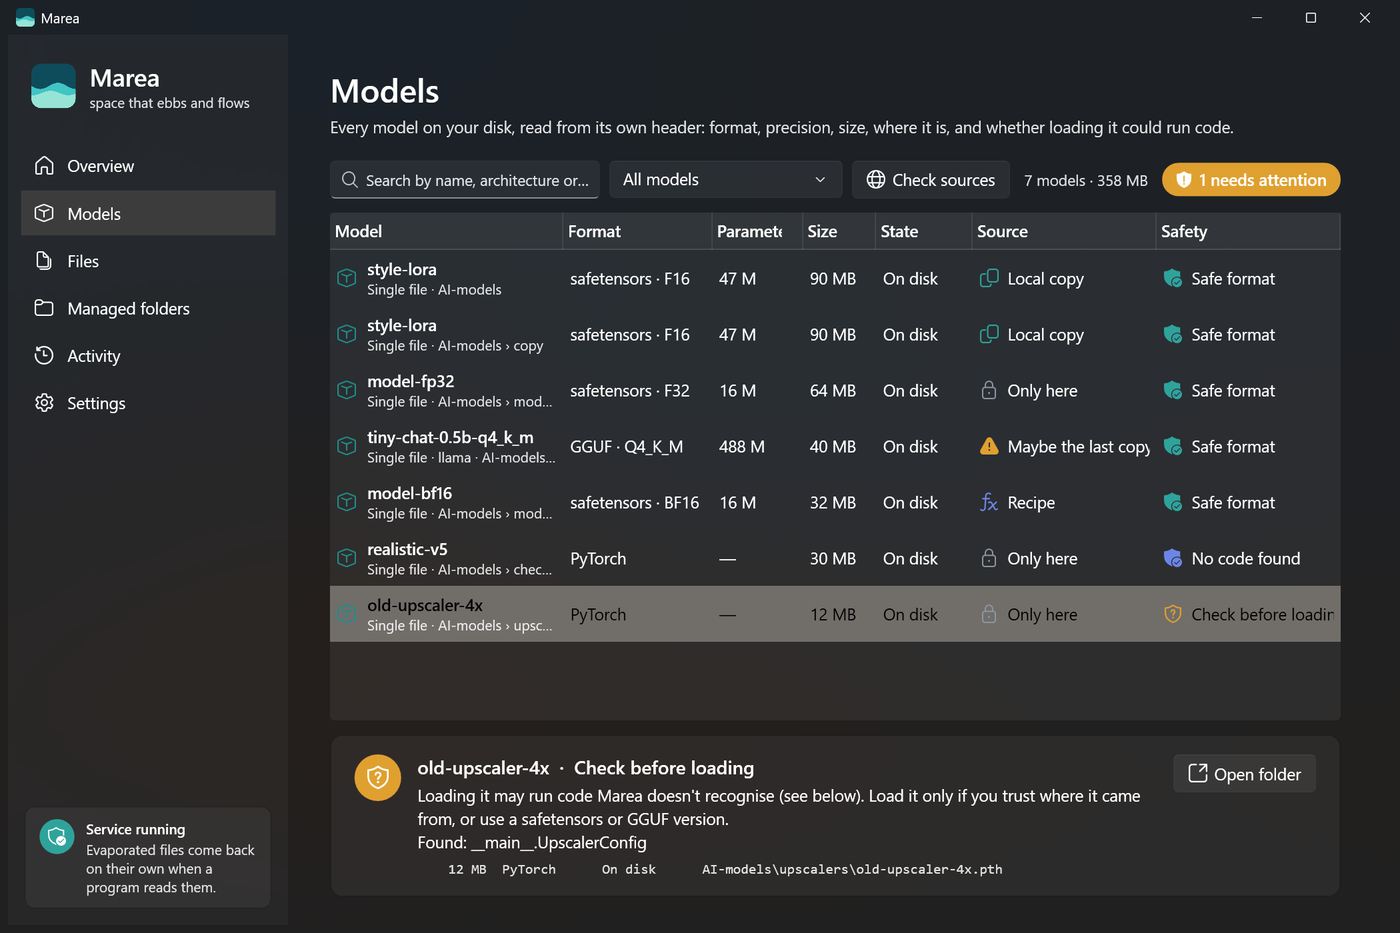 Marea
Marea
space that ebbs and flows
Overview
Models
Files
Managed folders
Activity
Settings
Service running
Evaporated files come back
on their own when a
program reads them.
Models
Every model on your disk, read from its own header: format, precision, size, where it is, and whether loading it could run code.
Search by name, architecture or... All models Check sources 7 models · 358 MB 1 needs attention
Model Format Paramete Size State Source Safety
style-lora
Single file · AI-models
safetensors · F16 47 M 90 MB On disk Local copy Safe format
style-lora
Single file · AI-models › copy
safetensors · F16 47 M 90 MB On disk Local copy Safe format
model-fp32
Single file · AI-models › mod...
safetensors · F32 16 M 64 MB On disk Only here Safe format
tiny-chat-0.5b-q4_k_m
Single file · llama · AI-models...
GGUF · Q4_K_M 488 M 40 MB On disk Maybe the last copy Safe format
model-bf16
Single file · AI-models › mod...
safetensors · BF16 16 M 32 MB On disk Recipe Safe format
realistic-v5
Single file · AI-models › chec...
PyTorch — 30 MB On disk Only here No code found
old-upscaler-4x
Single file · AI-models › upsc...
PyTorch — 12 MB On disk Only here Check before loadin
old-upscaler-4x · Check before loading
Loading it may run code Marea doesn't recognise (see below). Load it only if you trust where it came
from, or use a safetensors or GGUF version.
Found: __main__.UpscalerConfig
12 MB PyTorch On disk AI-models\upscalers\old-upscaler-4x.pth
Open folder